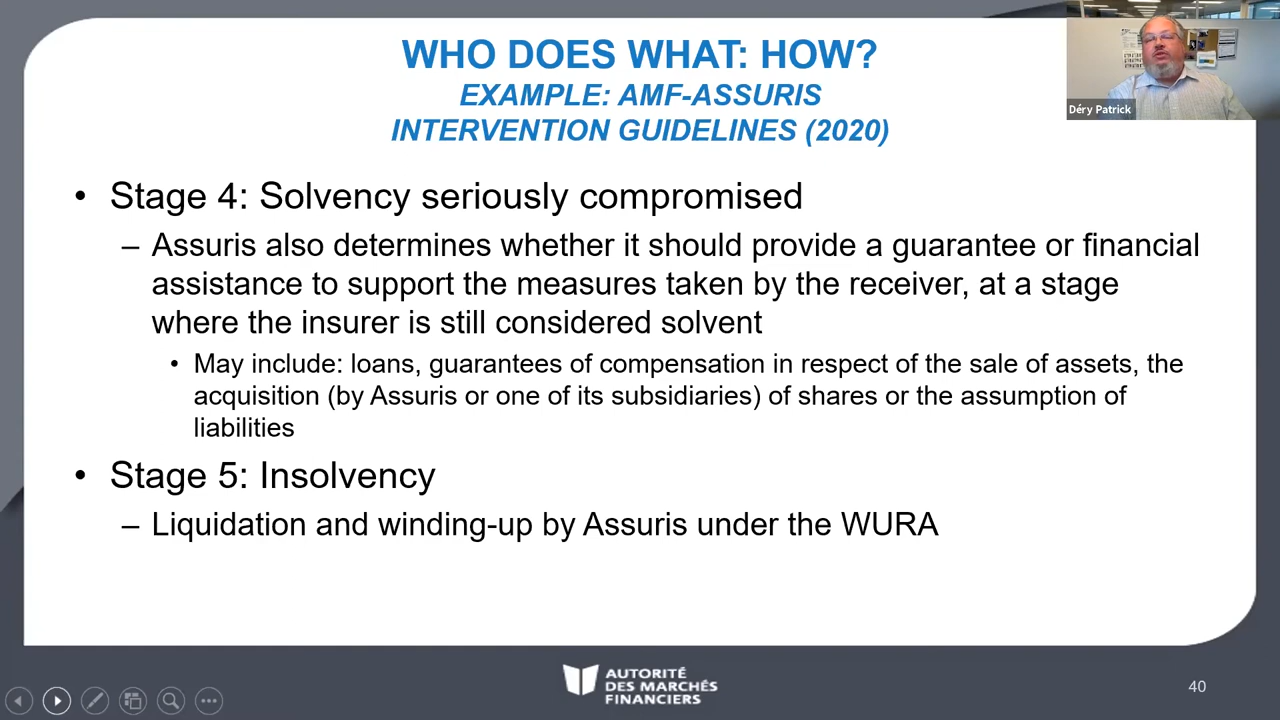 WHO DOES WHAT: HOW?
EXAMPLE: AMF-ASSURIS
INTERVENTION GUIDELINES (2020)
Déry Patrick
• Stage 4: Solvency seriously compromised
– Assuris also determines whether it should provide a guarantee or financial
assistance to support the measures taken by the receiver, at a stage
where the insurer is still considered solvent
• May include: loans, guarantees of compensation in respect of the sale of assets, the
acquisition (by Assuris or one of its subsidiaries) of shares or the assumption of
liabilities
• Stage 5: Insolvency
– Liquidation and winding-up by Assuris under the WURA
AUTORITÉ
DES MARCHÉS
FINANCIERS
40